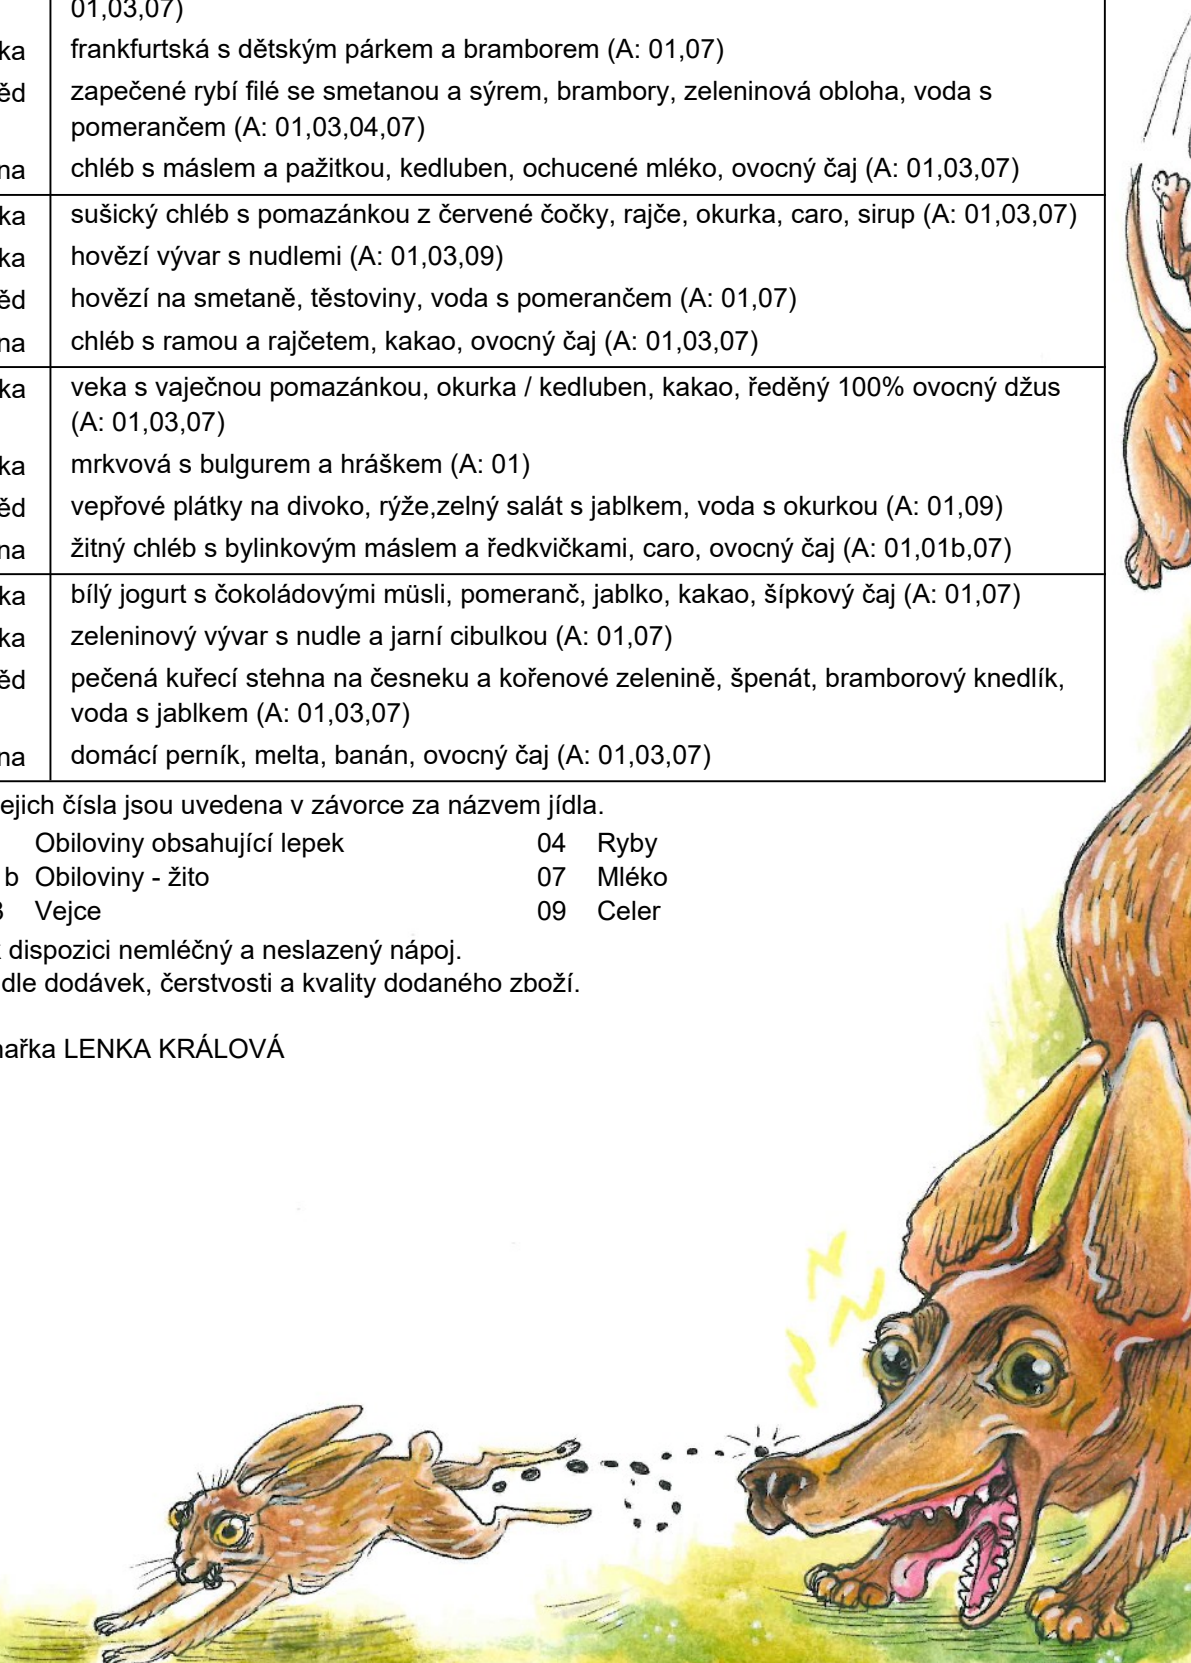 01,03,07)
ka frankfurtská s dětským párkem a bramborem (A: 01,07)
ěd zapečené rybí filé se smetanou a sýrem, brambory, zeleninová obloha, voda s
pomerančem (A: 01,03,04,07)
na chléb s máslem a pažitkou, kedluben, ochucené mléko, ovocný čaj (A: 01,03,07)
ka sušický chléb s pomazánkou z červené čočky, rajče, okurka, caro, sirup (A: 01,03,07)
ka hovězí vývar s nudlemi (A: 01,03,09)
ěd hovězí na smetaně, těstoviny, voda s pomerančem (A: 01,07)
na chléb s ramou a rajčetem, kakao, ovocný čaj (A: 01,03,07)
ka veka s vaječnou pomazánkou, okurka / kedluben, kakao, ředěný 100% ovocný džus
(A: 01,03,07)
ka mrkvová s bulgurem a hráškem (A: 01)
ěd vepřové plátky na divoko, rýže,zelný salát s jablkem, voda s okurkou (A: 01,09)
na žitný chléb s bylinkovým máslem a ředkvičkami, caro, ovocný čaj (A: 01,01b,07)
ka bílý jogurt s čokoládovými müsli, pomeranč, jablko, kakao, šípkový čaj (A: 01,07)
ka zeleninový vývar s nudle a jarní cibulkou (A: 01,07)
ěd pečená kuřecí stehna na česneku a kořenové zelenině, špenát, bramborový knedlík,
voda s jablkem (A: 01,03,07)
na domácí perník, melta, banán, ovocný čaj (A: 01,03,07)
ejich čísla jsou uvedena v závorce za názvem jídla.
Obiloviny obsahující lepek 04 Ryby
b Obiloviny - žito 07 Mléko
3 Vejce 09 Celer
k dispozici nemléčný a neslazený nápoj.
dle dodávek, čerstvosti a kvality dodaného zboží.
nařka LENKA KRÁLOVÁ